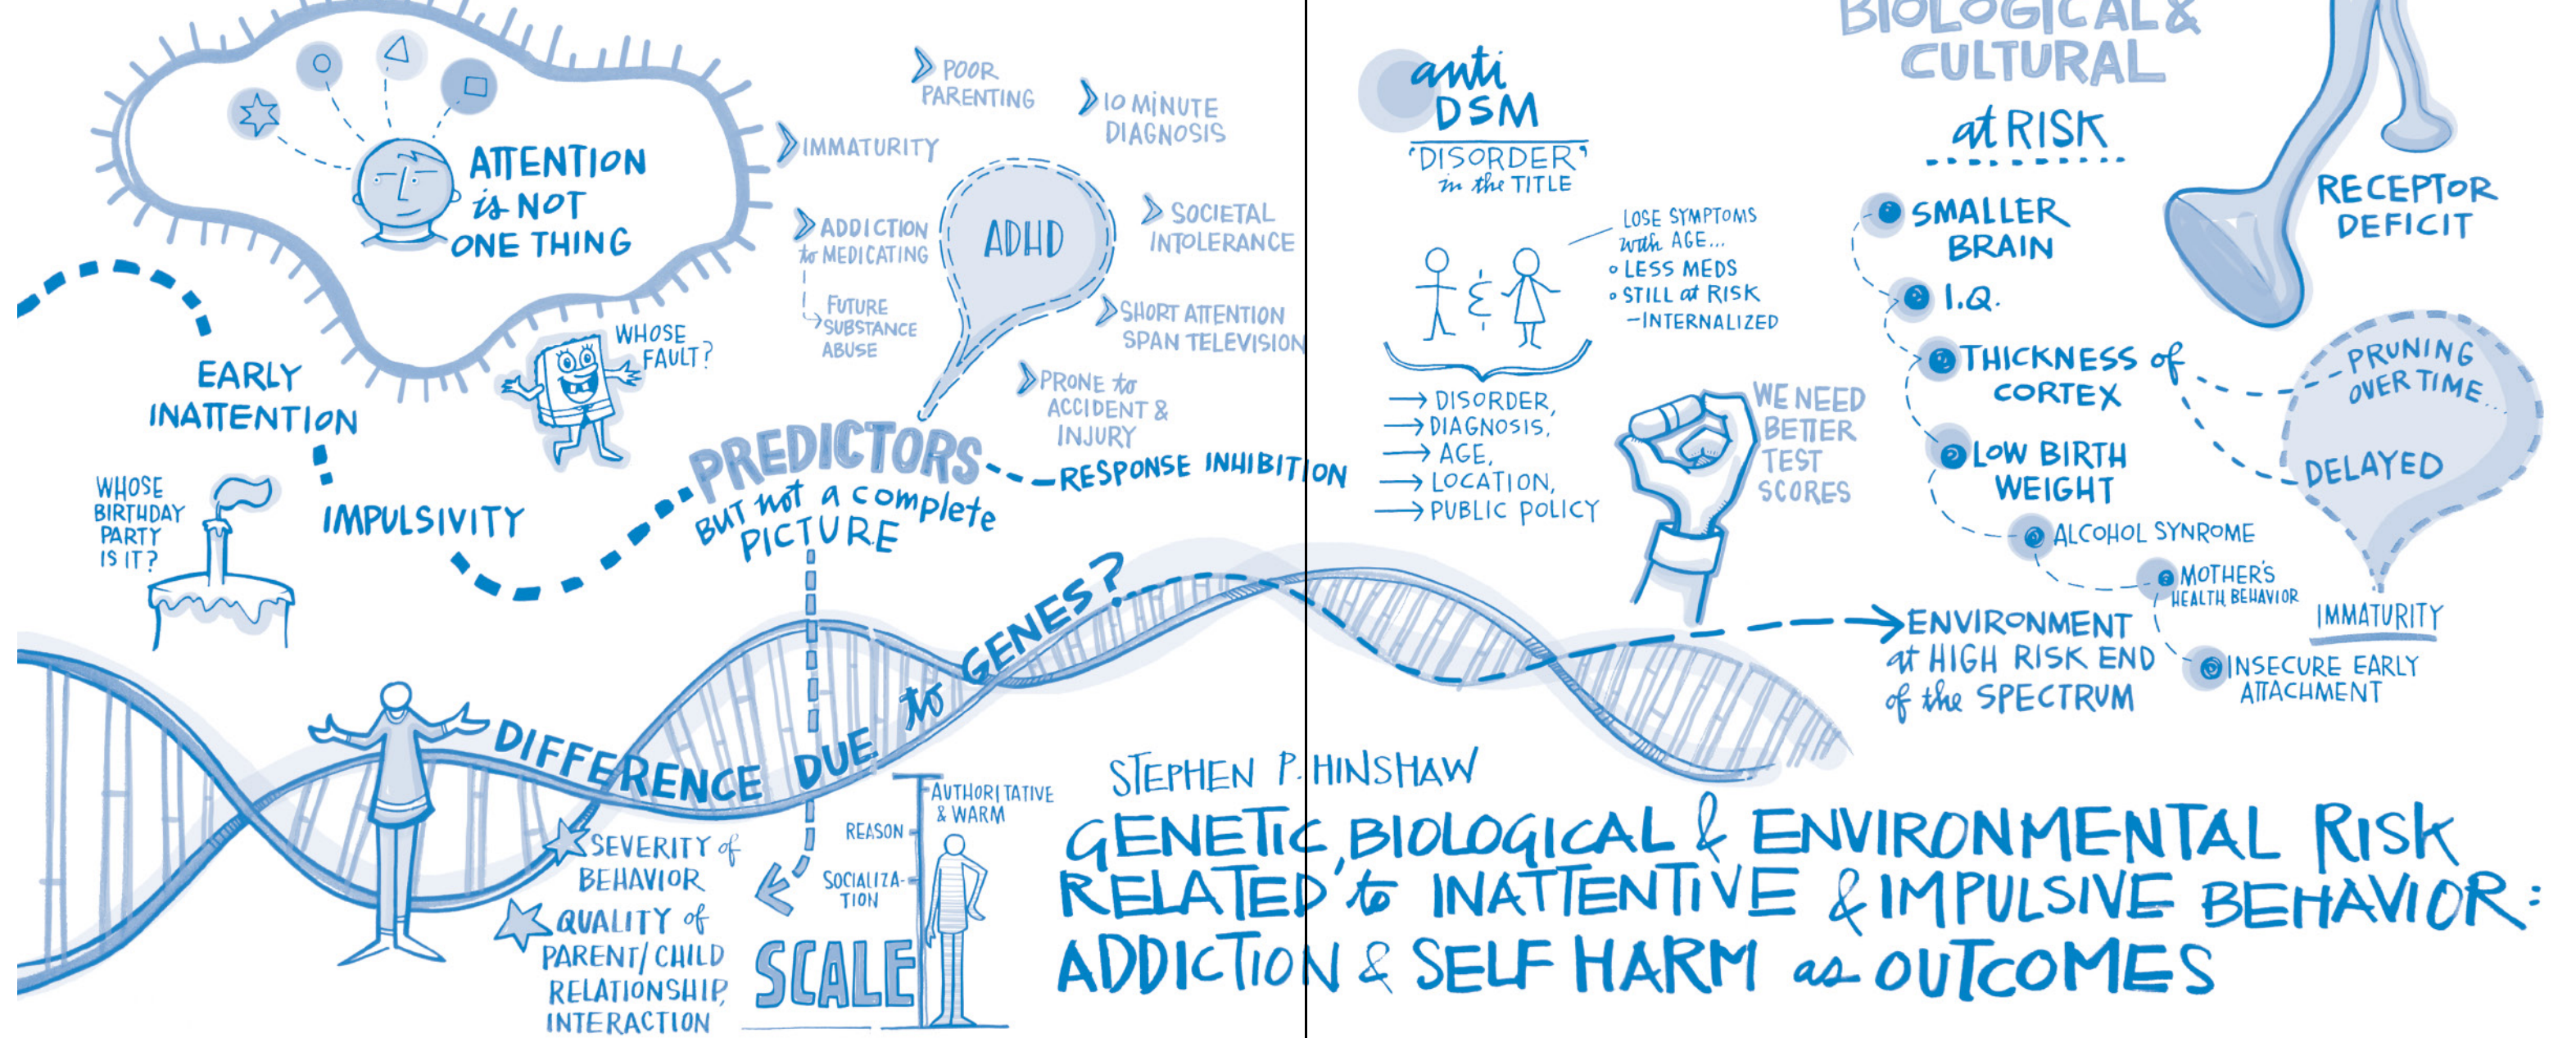 ATTENTION
is NOT
ONE THING
EARLY
INATTENTION
IMPULSIVITY
WHOSE
BIRTHDAY
PARTY
IS IT?
WHOSE
FAULT?
POOR
PARENTING
10 MINUTE
DIAGNOSIS
IMMATURITY
ADDICTION
to MEDICATING
FUTURE
SUBSTANCE
ABUSE
ADHD
SOCIETAL
INTOLERANCE
SHORT ATTENTION
SPAN TELEVISION
PRONE to
ACCIDENT &
INJURY
PREDICTORS
BUT not A complete
PICTURE
RESPONSE INHIBITION
DIFFERENCE DUE to GENES?
SEVERITY of
BEHAVIOR
QUALITY of
PARENT/CHILD
RELATIONSHIP,
INTERACTION
SCALE
AUTHORITATIVE
& WARM
REASON
SOCIALIZA-
TION
anti
DSM
'DISORDER'
in the TITLE
LOSE SYMPTOMS
with AGE...
LESS MEDS
STILL at RISK
-INTERNALIZED
&
DISORDER,
DIAGNOSIS,
AGE,
LOCATION,
PUBLIC POLICY
WE NEED
BETTER
TEST
SCORES
BIOLOGICAL &
CULTURAL
at RISK
SMALLER
BRAIN
I.Q.
THICKNESS of
CORTEX
LOW BIRTH
WEIGHT
ALCOHOL SYNROME
MOTHER'S
HEALTH BEHAVIOR
INSECURE EARLY
ATTACHMENT
RECEPTOR
DEFICIT
PRUNING
OVER TIME...
DELAYED
IMMATURITY
ENVIRONMENT
at HIGH RISK END
of the SPECTRUM
STEPHEN P. HINSHAW
GENETIC, BIOLOGICAL & ENVIRONMENTAL RISK
RELATED to INATTENTIVE & IMPULSIVE BEHAVIOR:
ADDICTION & SELF HARM as OUTCOMES